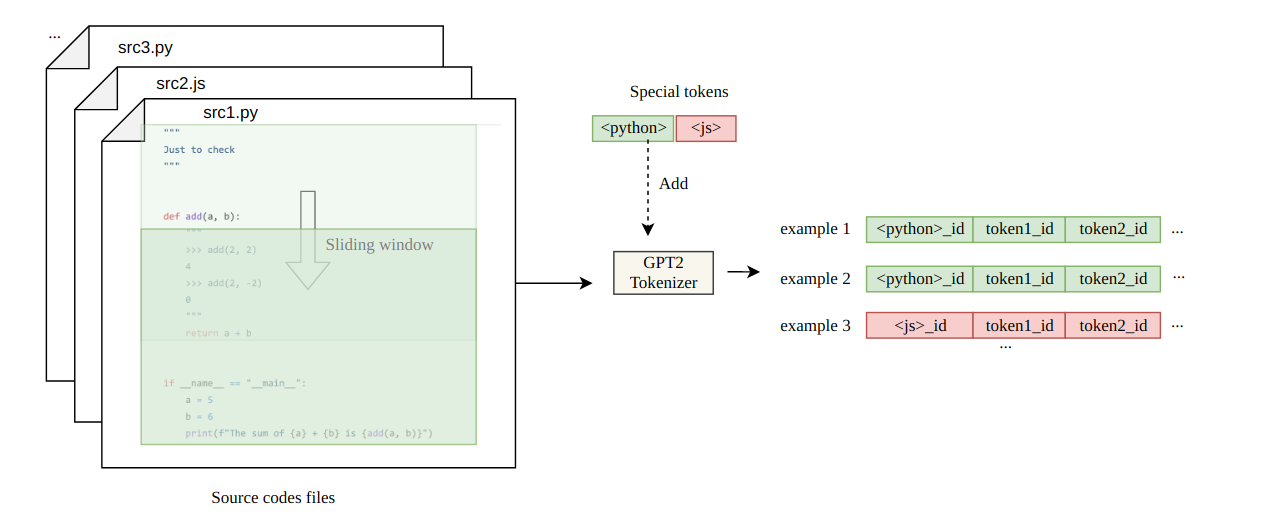 ...
src3.py
src2.js
src1.py
"""
Just to check
"""
def add(a, b):
"""
>>> add(2, 2)
4
>>> add(2, -2)
0
"""
return a + b
if __name__ == "__main__":
a = 5
b = 6
print(f"The sum of {a} + {b} is {add(a, b)}")
Sliding window
Source codes files
Special tokens
<python> <js>
Add
GPT2
Tokenizer
example 1 <python>_id token1_id token2_id ...
example 2 <python>_id token1_id token2_id ...
example 3 <js>_id token1_id token2_id ...
...